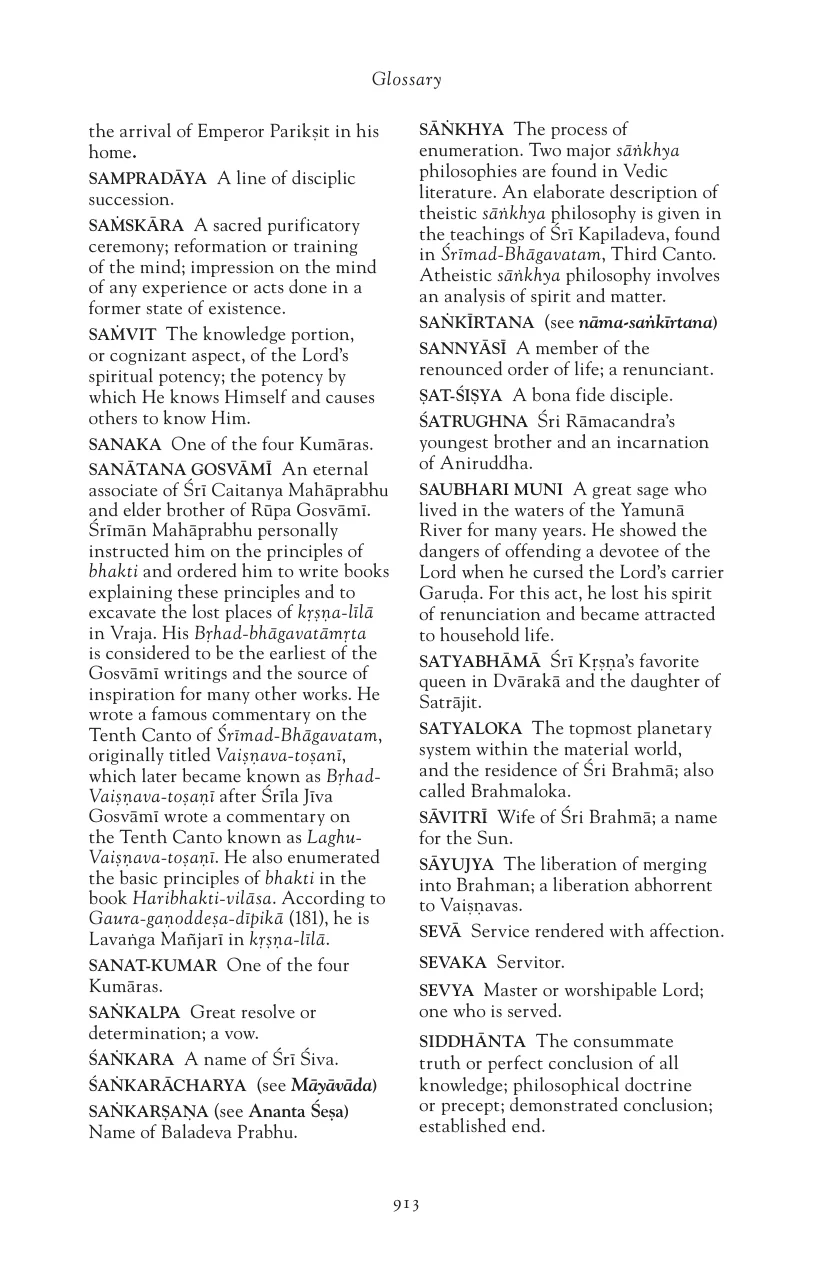 Glossary
the arrival of Emperor Parikṣit in his
home.
SAMPRADĀYA A line of disciplic
succession.
SAṀSKĀRA A sacred purificatory
ceremony; reformation or training
of the mind; impression on the mind
of any experience or acts done in a
former state of existence.
SAṀVIT The knowledge portion,
or cognizant aspect, of the Lord’s
spiritual potency; the potency by
which He knows Himself and causes
others to know Him.
SANAKA One of the four Kumāras.
SANĀTANA GOSVĀMĪ An eternal
associate of Śrī Caitanya Mahāprabhu
and elder brother of Rūpa Gosvāmī.
Śrīmān Mahāprabhu personally
instructed him on the principles of
bhakti and ordered him to write books
explaining these principles and to
excavate the lost places of kṛṣṇa-līlā
in Vraja. His Bṛhad-bhāgavatāmṛta
is considered to be the earliest of the
Gosvāmī writings and the source of
inspiration for many other works. He
wrote a famous commentary on the
Tenth Canto of Śrīmad-Bhāgavatam,
originally titled Vaiṣṇava-toṣanī,
which later became known as Bṛhad-
Vaiṣṇava-toṣaṇī after Śrīla Jīva
Gosvāmī wrote a commentary on
the Tenth Canto known as Laghu-
Vaiṣṇava-toṣaṇī. He also enumerated
the basic principles of bhakti in the
book Haribhakti-vilāsa. According to
Gaura-gaṇoddeṣa-dīpikā (181), he is
Lavaṅga Mañjarī in kṛṣṇa-līlā.
SANAT-KUMAR One of the four
Kumāras.
SAṄKALPA Great resolve or
determination; a vow.
ŚAṄKARA A name of Śrī Śiva.
ŚAṄKARĀCHARYA (see Māyāvāda)
SAṄKARṢAṆA (see Ananta Śeṣa)
Name of Baladeva Prabhu.
SĀṄKHYA The process of
enumeration. Two major sāṅkhya
philosophies are found in Vedic
literature. An elaborate description of
theistic sāṅkhya philosophy is given in
the teachings of Śrī Kapiladeva, found
in Śrīmad-Bhāgavatam, Third Canto.
Atheistic sāṅkhya philosophy involves
an analysis of spirit and matter.
SAṄKĪRTANA (see nāma-saṅkīrtana)
SANNYĀSĪ A member of the
renounced order of life; a renunciant.
ṢAT-ŚIṢYA A bona fide disciple.
ŚATRUGHNA Śri Rāmacandra’s
youngest brother and an incarnation
of Aniruddha.
SAUBHARI MUNI A great sage who
lived in the waters of the Yamunā
River for many years. He showed the
dangers of offending a devotee of the
Lord when he cursed the Lord’s carrier
Garuḍa. For this act, he lost his spirit
of renunciation and became attracted
to household life.
SATYABHĀMĀ Śrī Kṛṣṇa’s favorite
queen in Dvārakā and the daughter of
Satrājit.
SATYALOKA The topmost planetary
system within the material world,
and the residence of Śri Brahmā; also
called Brahmaloka.
SĀVITRĪ Wife of Śri Brahmā; a name
for the Sun.
SĀYUJYA The liberation of merging
into Brahman; a liberation abhorrent
to Vaiṣṇavas.
SEVĀ Service rendered with affection.
SEVAKA Servitor.
SEVYA Master or worshipable Lord;
one who is served.
SIDDHĀNTA The consummate
truth or perfect conclusion of all
knowledge; philosophical doctrine
or precept; demonstrated conclusion;
established end.
913